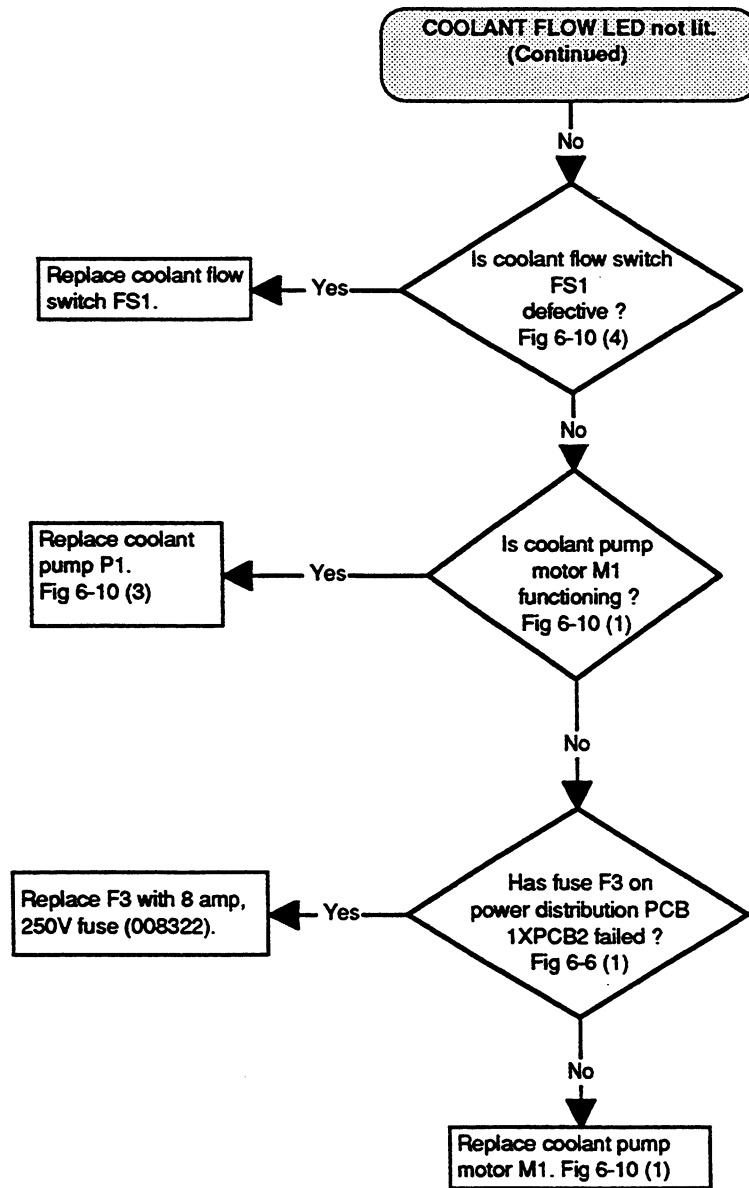 COOLANT FLOW LED not lit.
(Continued)
No
Is coolant flow switch
FS1
defective ?
Fig 6-10 (4)
Yes
Replace coolant flow
switch FS1.
No
Is coolant pump
motor M1
functioning ?
Fig 6-10 (1)
Yes
Replace coolant
pump P1.
Fig 6-10 (3)
No
Has fuse F3 on
power distribution PCB
1XPCB2 failed ?
Fig 6-6 (1)
Yes
Replace F3 with 8 amp,
250V fuse (008322).
No
Replace coolant pump
motor M1. Fig 6-10 (1)